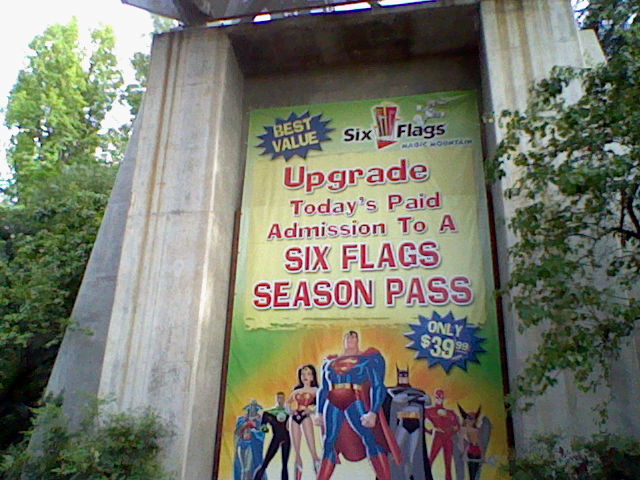 BEST
VALUE
Six Flags
MAGIC MOUNTAIN
Upgrade
Today's Paid
Admission To A
SIX FLAGS
SEASON PASS
ONLY
$39.99